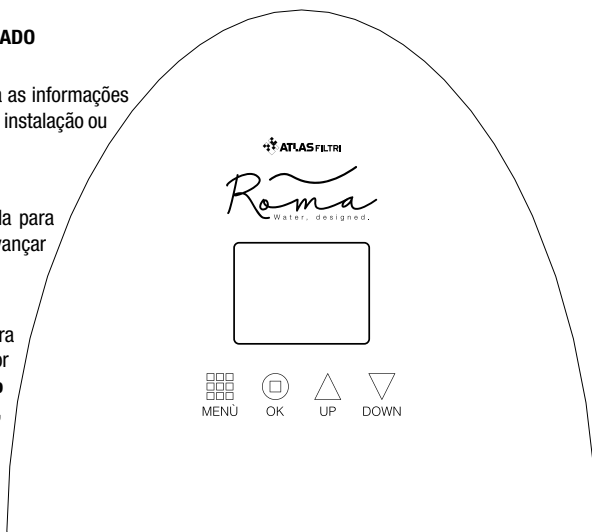 ADO
a as informações
instalação ou
ATLAS FILTRI
Roma
Water, designed.
da para
vançar
ra
or
o
,
MENÙ
OK
UP
DOWN